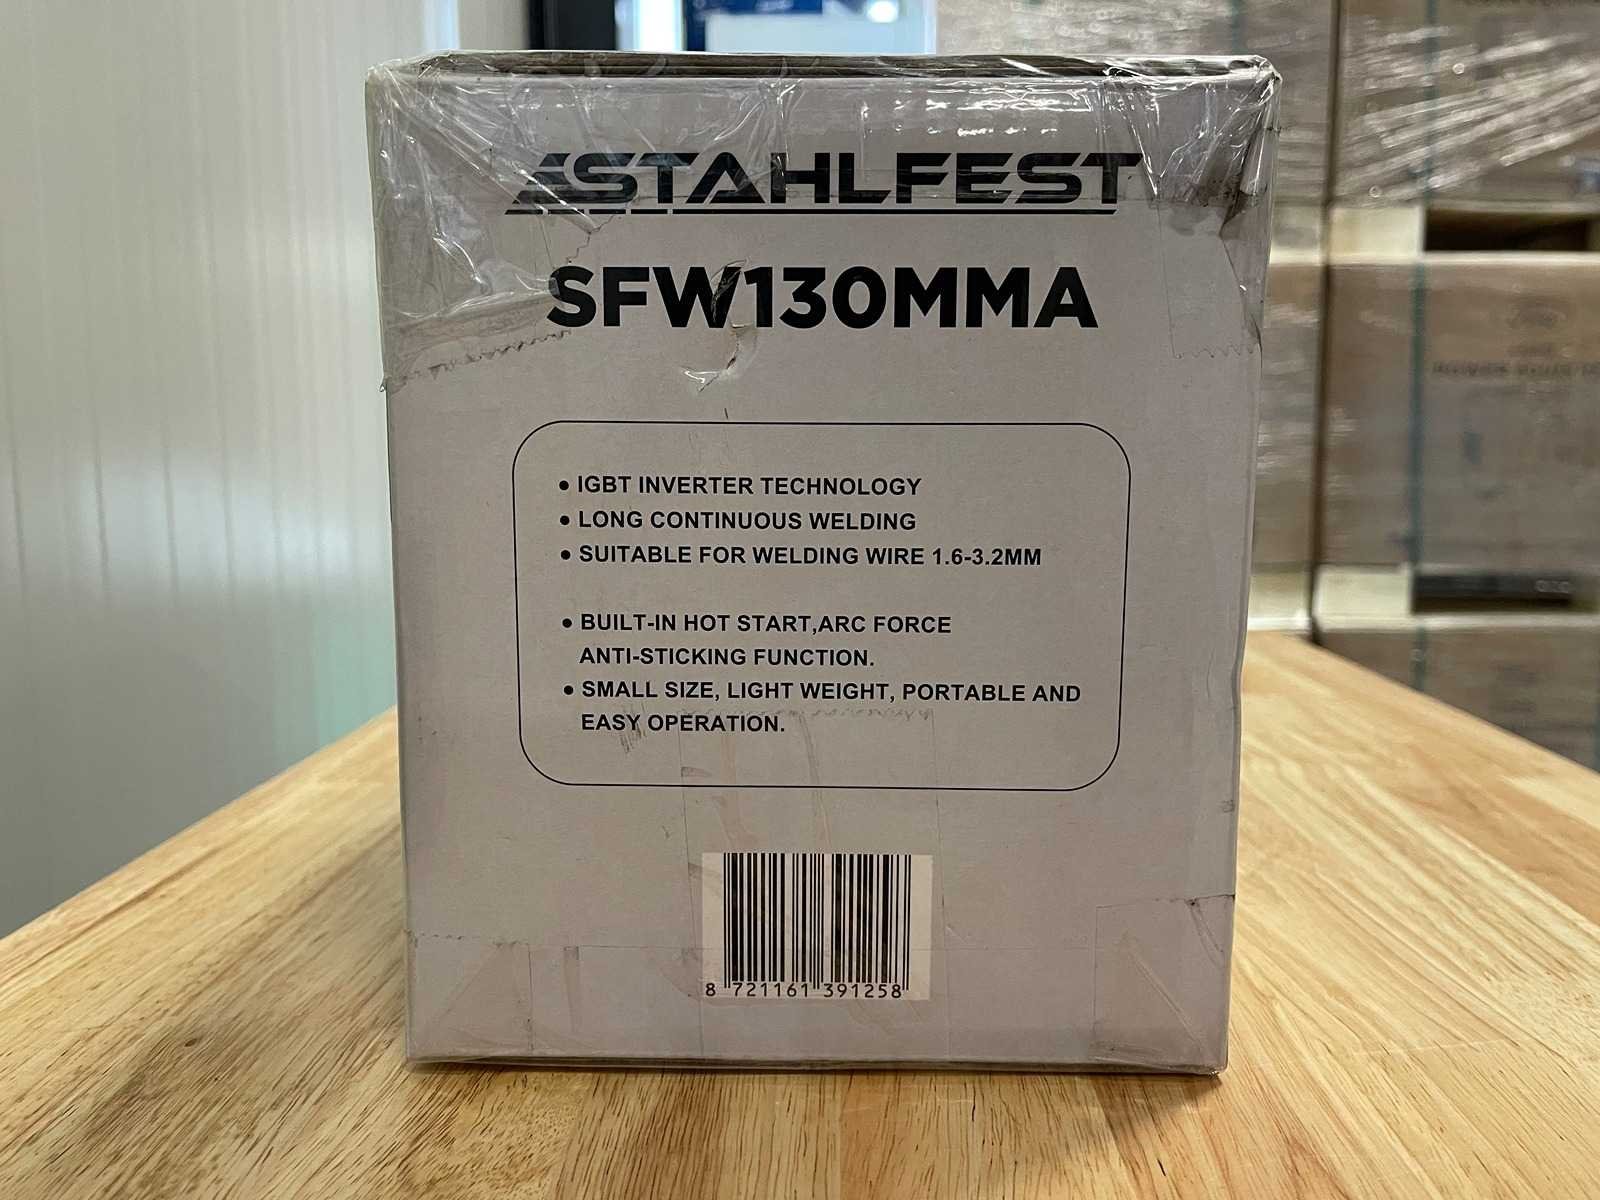 STAHLFEST
SFW130MMA
• IGBT INVERTER TECHNOLOGY
• LONG CONTINUOUS WELDING
• SUITABLE FOR WELDING WIRE 1.6-3.2MM
• BUILT-IN HOT START,ARC FORCE
ANTI-STICKING FUNCTION.
• SMALL SIZE, LIGHT WEIGHT, PORTABLE AND
EASY OPERATION.
8 721161 391258